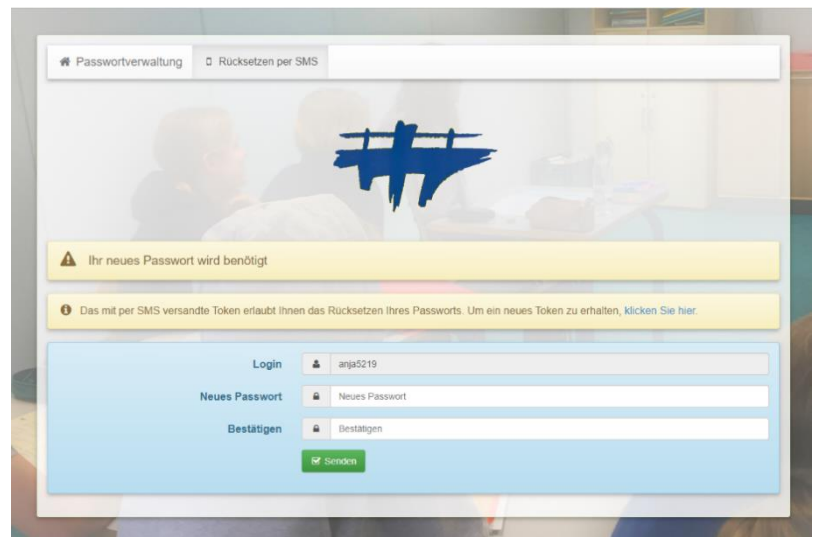 Passwortverwaltung
Rücksetzen per SMS
Ihr neues Passwort wird benötigt
Das mit per SMS versandte Token erlaubt Ihnen das Rücksetzen Ihres Passworts. Um ein neues Token zu erhalten, klicken Sie hier.
Login anja5219
Neues Passwort Neues Passwort
Bestätigen Bestätigen
Senden